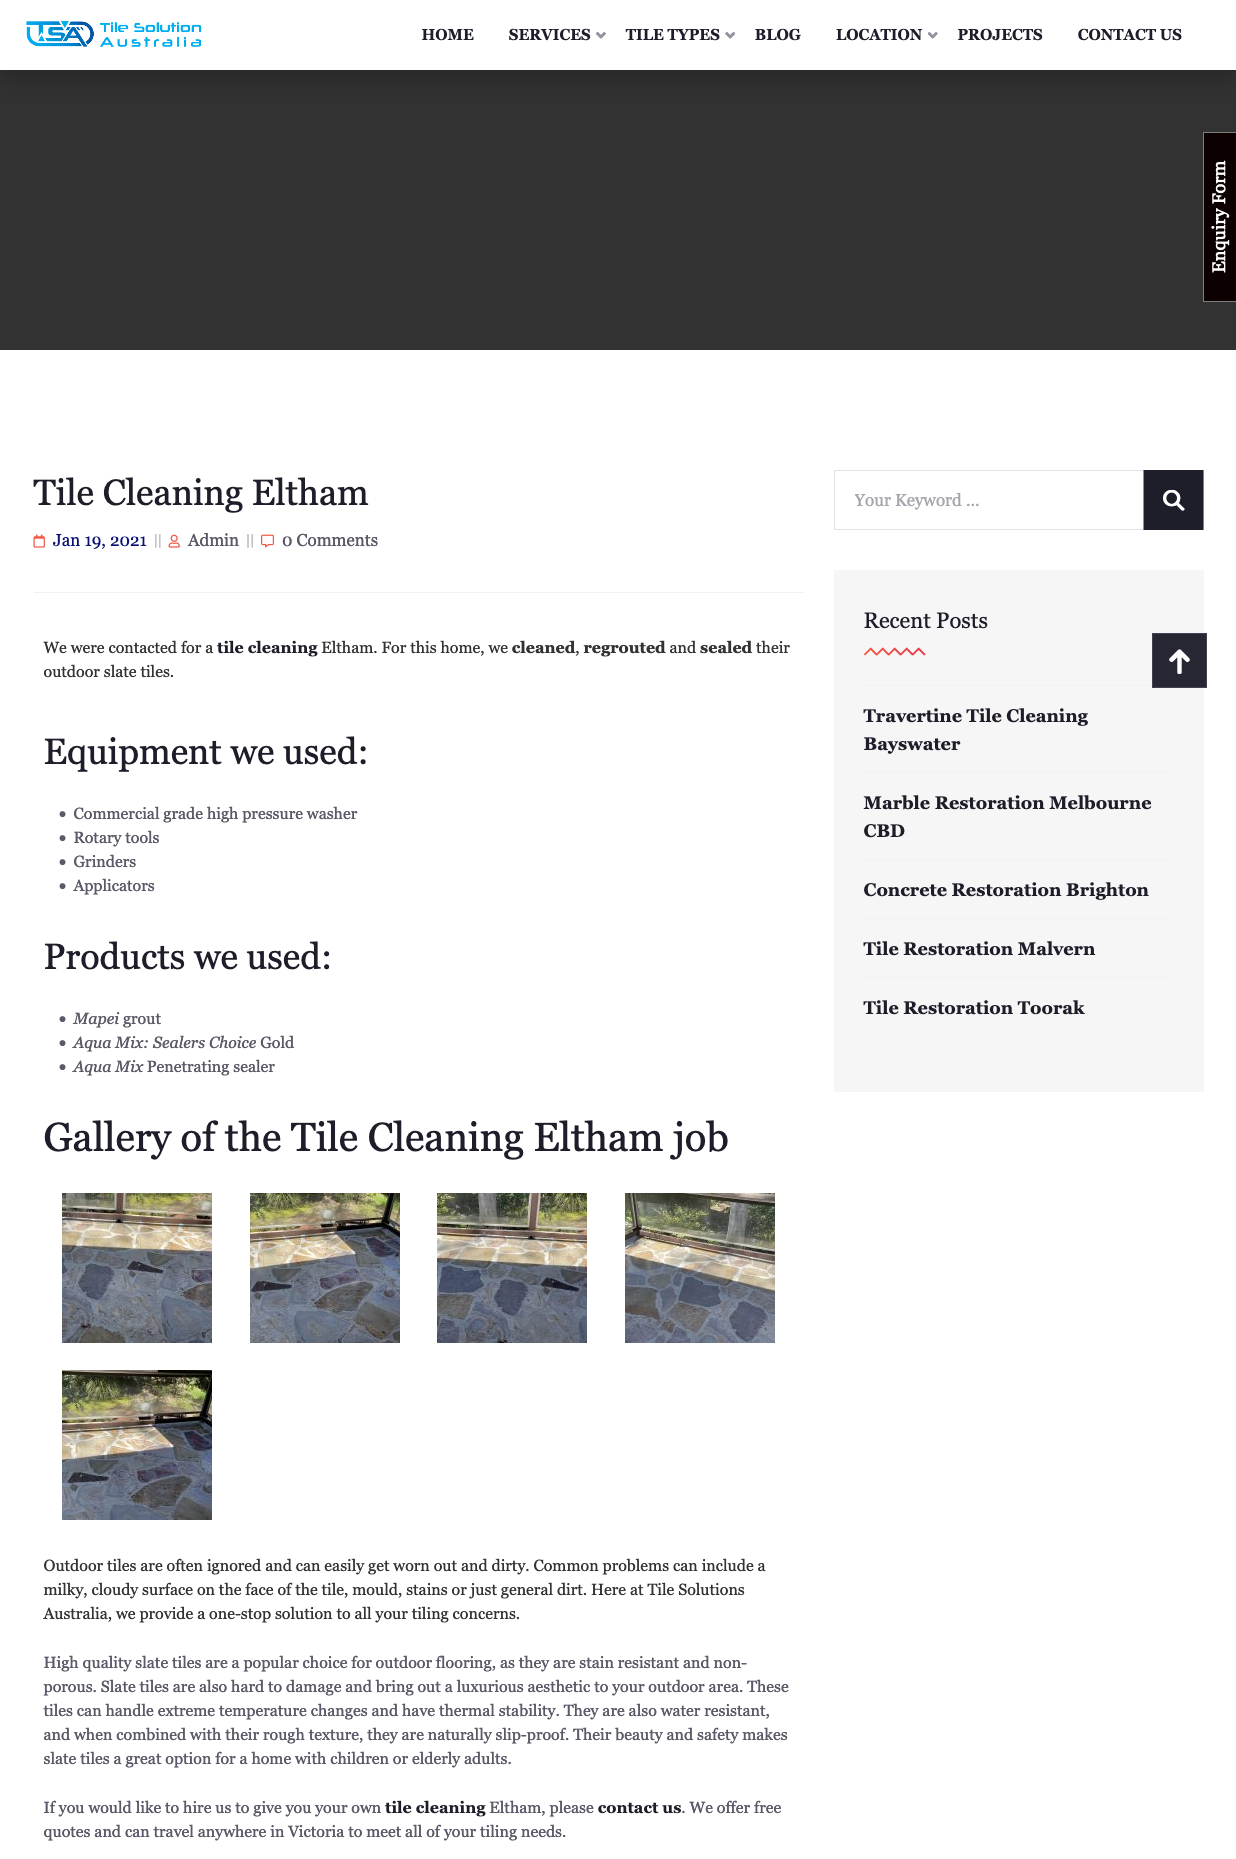 TSA Tile Solution
Australia
HOME SERVICES TILE TYPES BLOG LOCATION PROJECTS CONTACT US
Enquiry Form
Tile Cleaning Eltham
Jan 19, 2021 || Admin || 0 Comments
Your Keyword ...
We were contacted for a tile cleaning Eltham. For this home, we cleaned, regrouted and sealed their
outdoor slate tiles.
Equipment we used:
• Commercial grade high pressure washer
• Rotary tools
• Grinders
• Applicators
Products we used:
• Mapei grout
• Aqua Mix: Sealers Choice Gold
• Aqua Mix Penetrating sealer
Gallery of the Tile Cleaning Eltham job
Outdoor tiles are often ignored and can easily get worn out and dirty. Common problems can include a
milky, cloudy surface on the face of the tile, mould, stains or just general dirt. Here at Tile Solutions
Australia, we provide a one-stop solution to all your tiling concerns.
High quality slate tiles are a popular choice for outdoor flooring, as they are stain resistant and non-
porous. Slate tiles are also hard to damage and bring out a luxurious aesthetic to your outdoor area. These
tiles can handle extreme temperature changes and have thermal stability. They are also water resistant,
and when combined with their rough texture, they are naturally slip-proof. Their beauty and safety makes
slate tiles a great option for a home with children or elderly adults.
If you would like to hire us to give you your own tile cleaning Eltham, please contact us. We offer free
quotes and can travel anywhere in Victoria to meet all of your tiling needs.
Recent Posts
Travertine Tile Cleaning
Bayswater
Marble Restoration Melbourne
CBD
Concrete Restoration Brighton
Tile Restoration Malvern
Tile Restoration Toorak